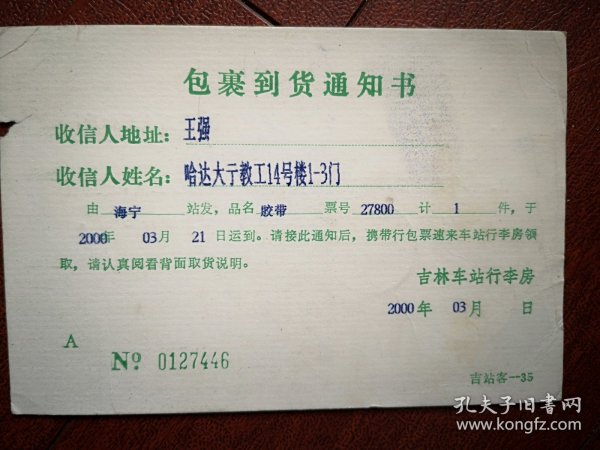 包裹到货通知书
收信人地址：王强
收信人姓名：哈达大亍教工14号楼1-3门
由 海宁 站发，品名 胶带 票号 27800 计 1 件，于
2000年 03月 21日运到。请接此通知后，携带行包票速来车站行李房领
取，请认真阅看背面取货说明。
吉林车站行李房
2000年 03月 日
A
№ 0127446
吉站客—35
孔夫子旧书网
www.kongfz.com